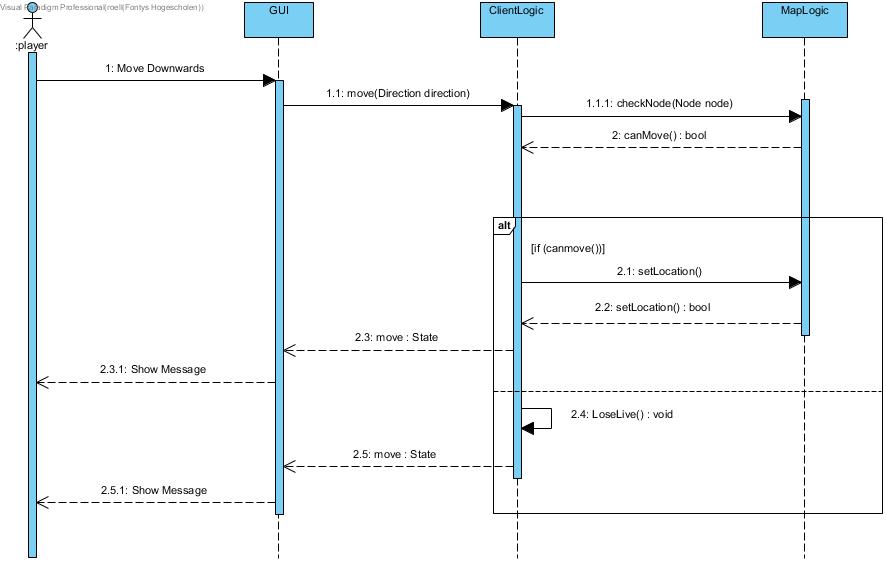 Visual Paradigm Professional(roell(Fontys Hogescholen))
:player
GUI
ClientLogic
MapLogic
1: Move Downwards
1.1: move(Direction direction)
1.1.1: checkNode(Node node)
2: canMove() : bool
alt
[if (canmove())]
2.1: setLocation()
2.2: setLocation() : bool
2.3: move : State
2.3.1: Show Message
2.4: LoseLive() : void
2.5: move : State
2.5.1: Show Message